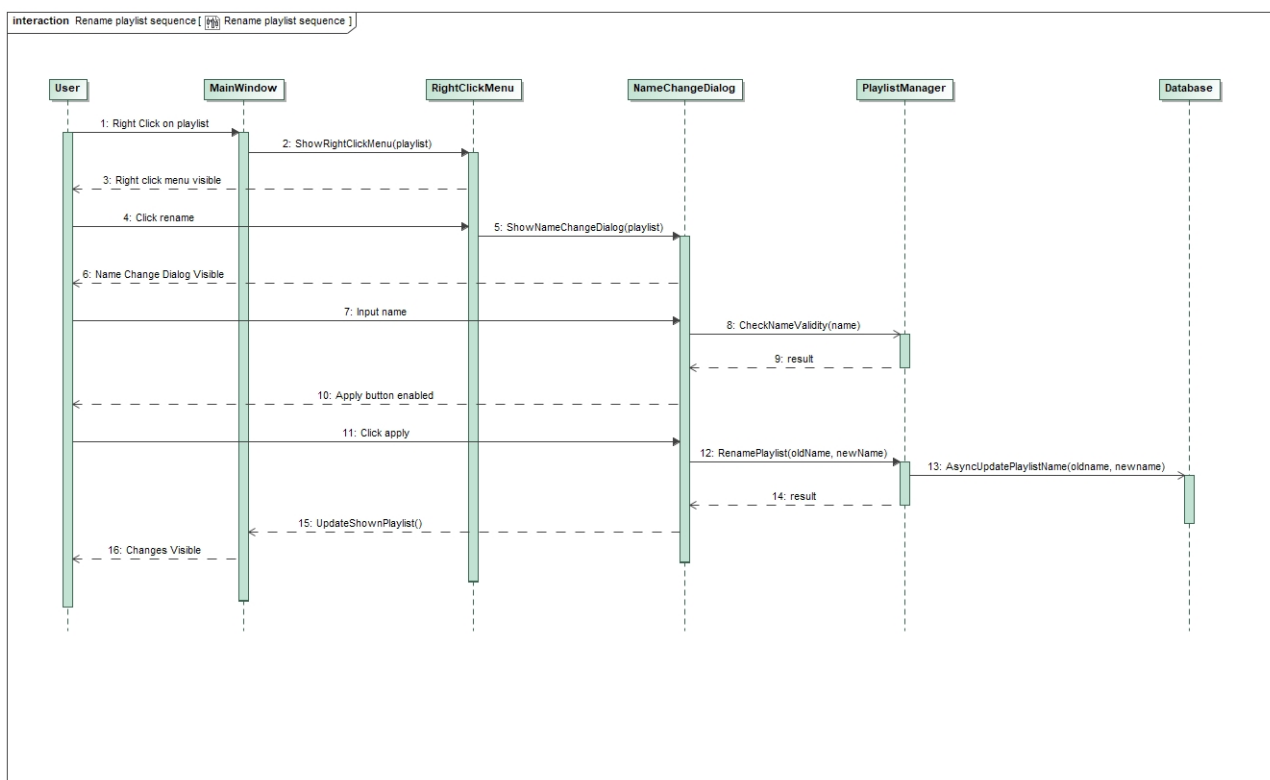 interaction Rename playlist sequence [ Rename playlist sequence ]
User
MainWindow
RightClickMenu
NameChangeDialog
PlaylistManager
Database
1: Right Click on playlist
2: ShowRightClickMenu(playlist)
3: Right click menu visible
4: Click rename
5: ShowNameChangeDialog(playlist)
6: Name Change Dialog Visible
7: Input name
8: CheckNameValidity(name)
9: result
10: Apply button enabled
11: Click apply
12: RenamePlaylist(oldName, newName)
13: AsyncUpdatePlaylistName(oldname, newname)
14: result
15: UpdateShownPlaylist()
16: Changes Visible